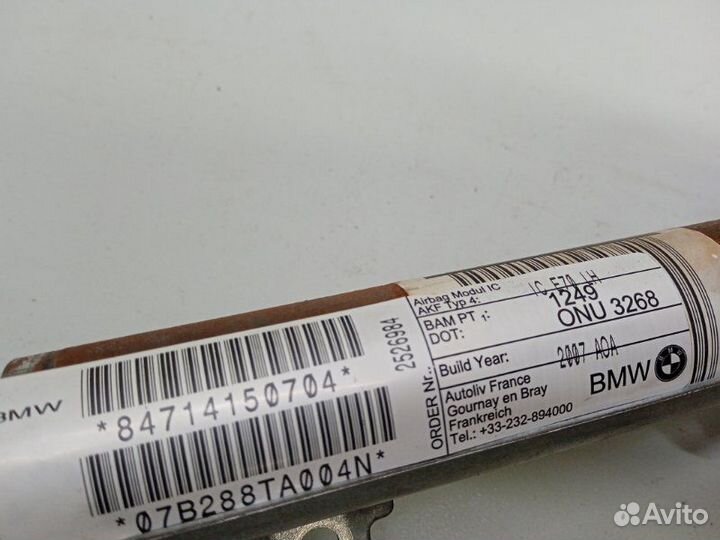 BMW
*84714150704*
*07B288TA004N*
2526984
ORDER Nr.:
Airbag Modul IC
AKF Typ 4: IC E70 LH
BAM PT 1: 1249
DOT: ONU 3268
Build Year: 2007 AOA
Autoliv France
Gournay en Bray
Frankreich
Tel.: +33-232-894000
BMW
Avito